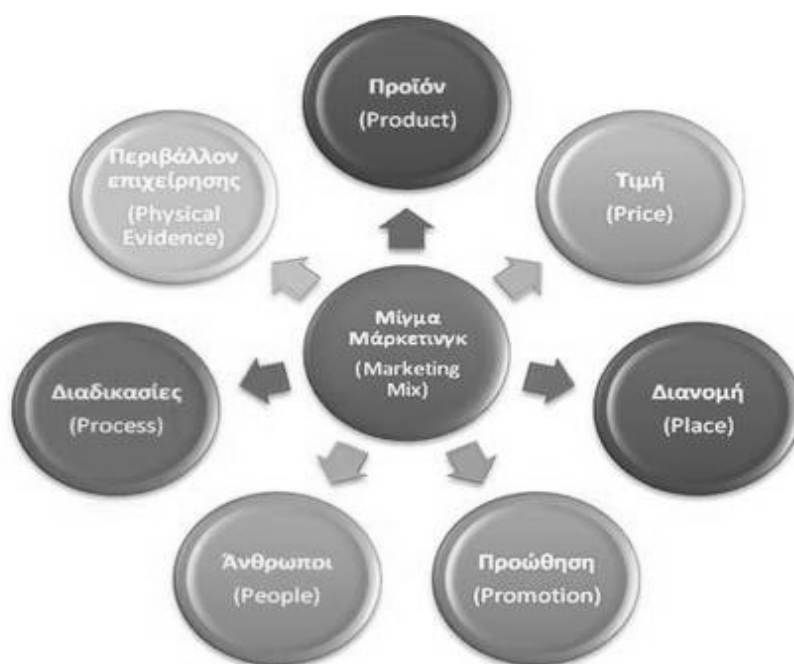 Προϊόν
(Product)
Τιμή
(Price)
Διανομή
(Place)
Προώθηση
(Promotion)
Άνθρωποι
(People)
Διαδικασίες
(Process)
Περιβάλλον
επιχείρησης
(Physical
Evidence)
Μίγμα
Μάρκετινγκ
(Marketing
Mix)